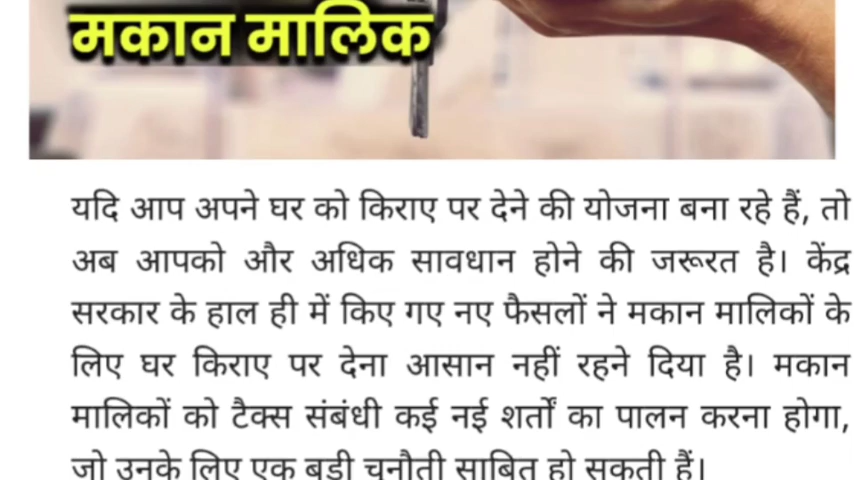 मकान मालिक
यदि आप अपने घर को किराए पर देने की योजना बना रहे हैं, तो
अब आपको और अधिक सावधान होने की जरूरत है। केंद्र
सरकार के हाल ही में किए गए नए फैसलों ने मकान मालिकों के
लिए घर किराए पर देना आसान नहीं रहने दिया है। मकान
मालिकों को टैक्स संबंधी कई नई शर्तों का पालन करना होगा,
जो उनके लिए एक बड़ी चुनौती साबित हो सकती हैं।